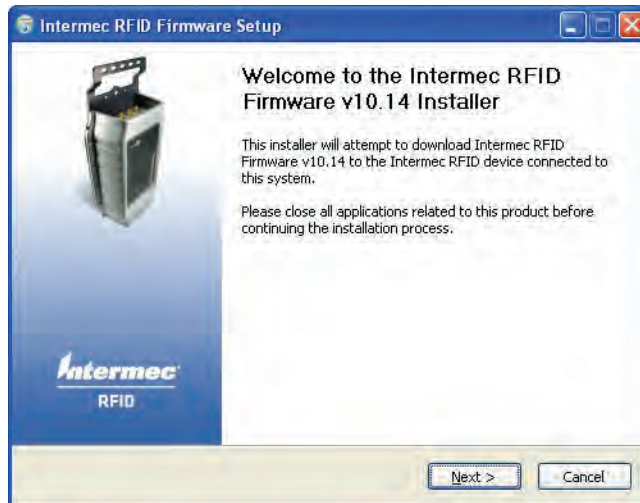 Intermec RFID Firmware Setup
Welcome to the Intermec RFID
Firmware v10.14 Installer
This installer will attempt to download Intermec RFID
Firmware v10.14 to the Intermec RFID device connected to
this system.
Please close all applications related to this product before
continuing the installation process.
Intermec
RFID
Next >
Cancel